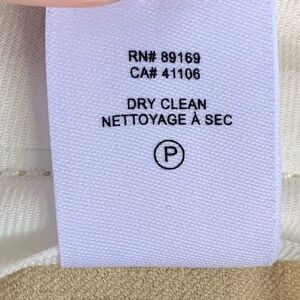 RN# 89169
CA# 41106
DRY CLEAN
NETTOYAGE À SEC
P